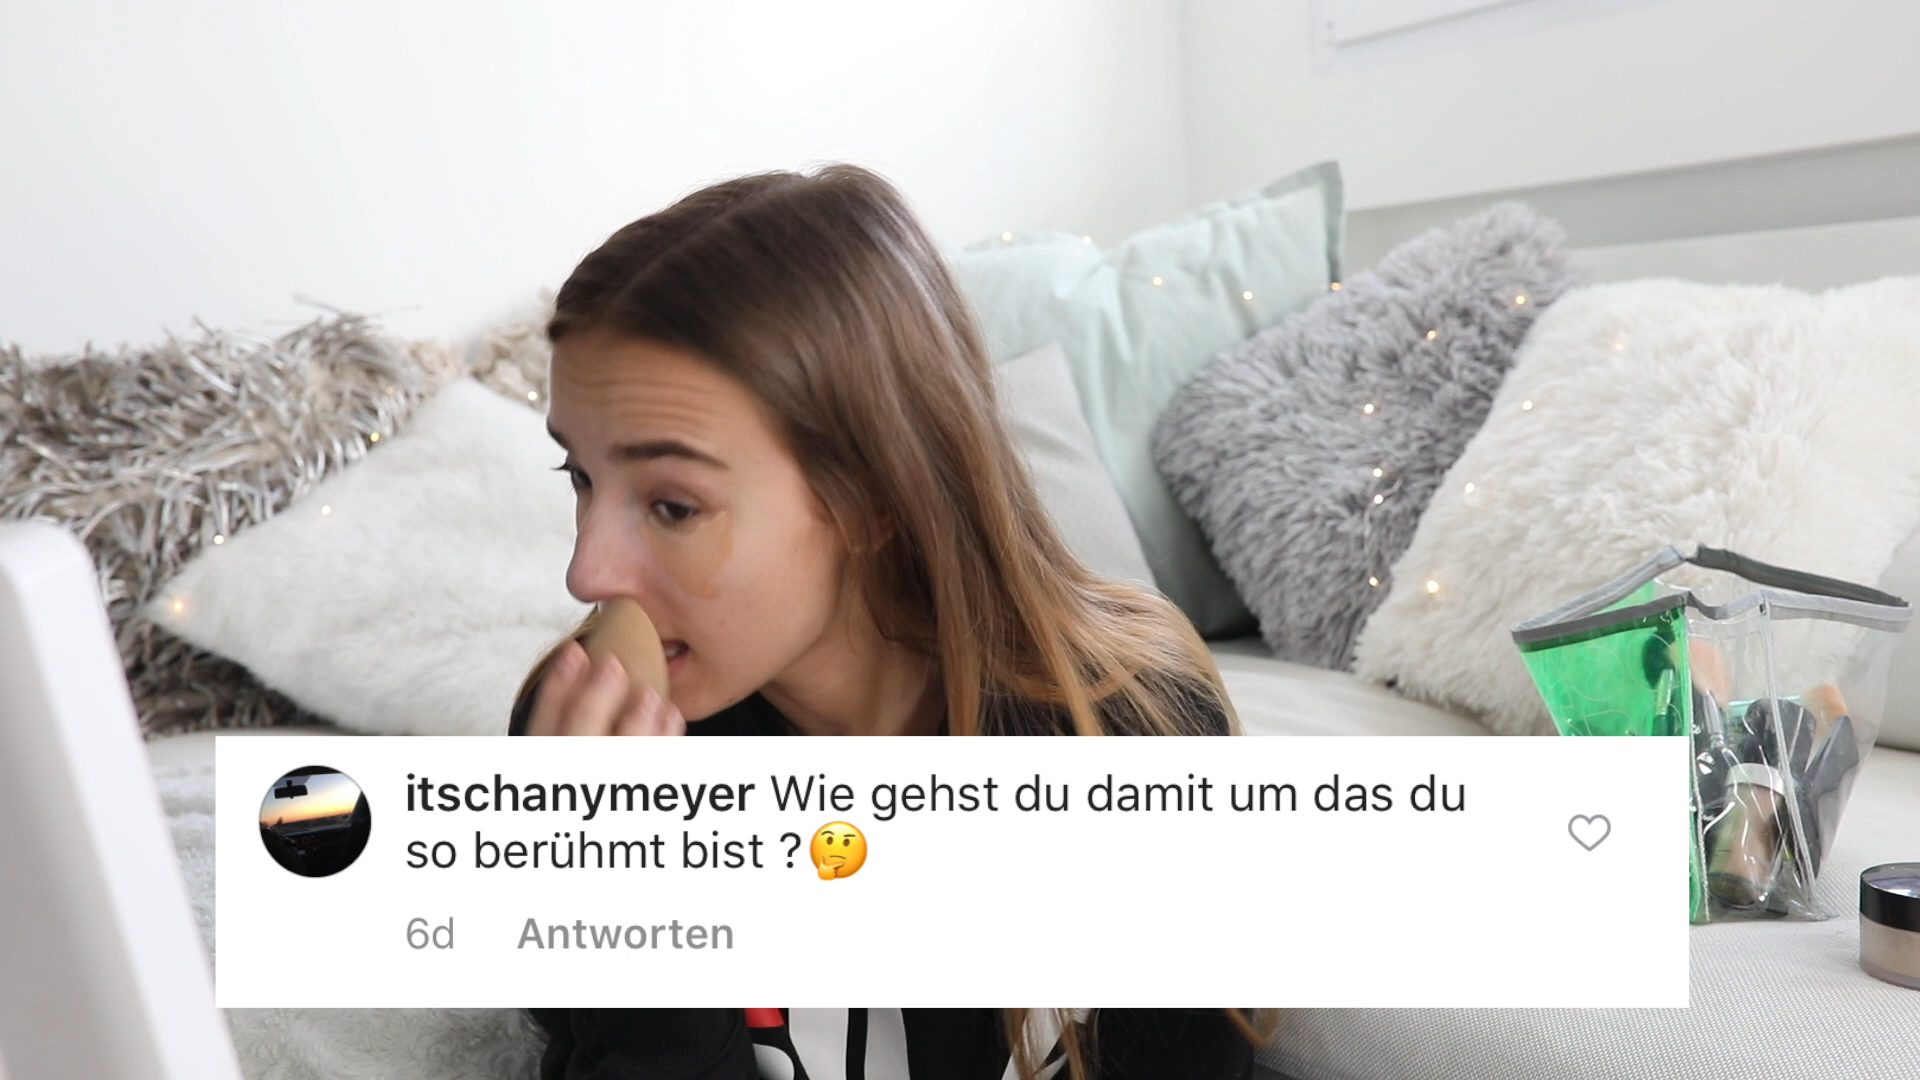 itschanymeyer Wie gehst du damit um das du
so berühmt bist ?🤔
6d Antworten